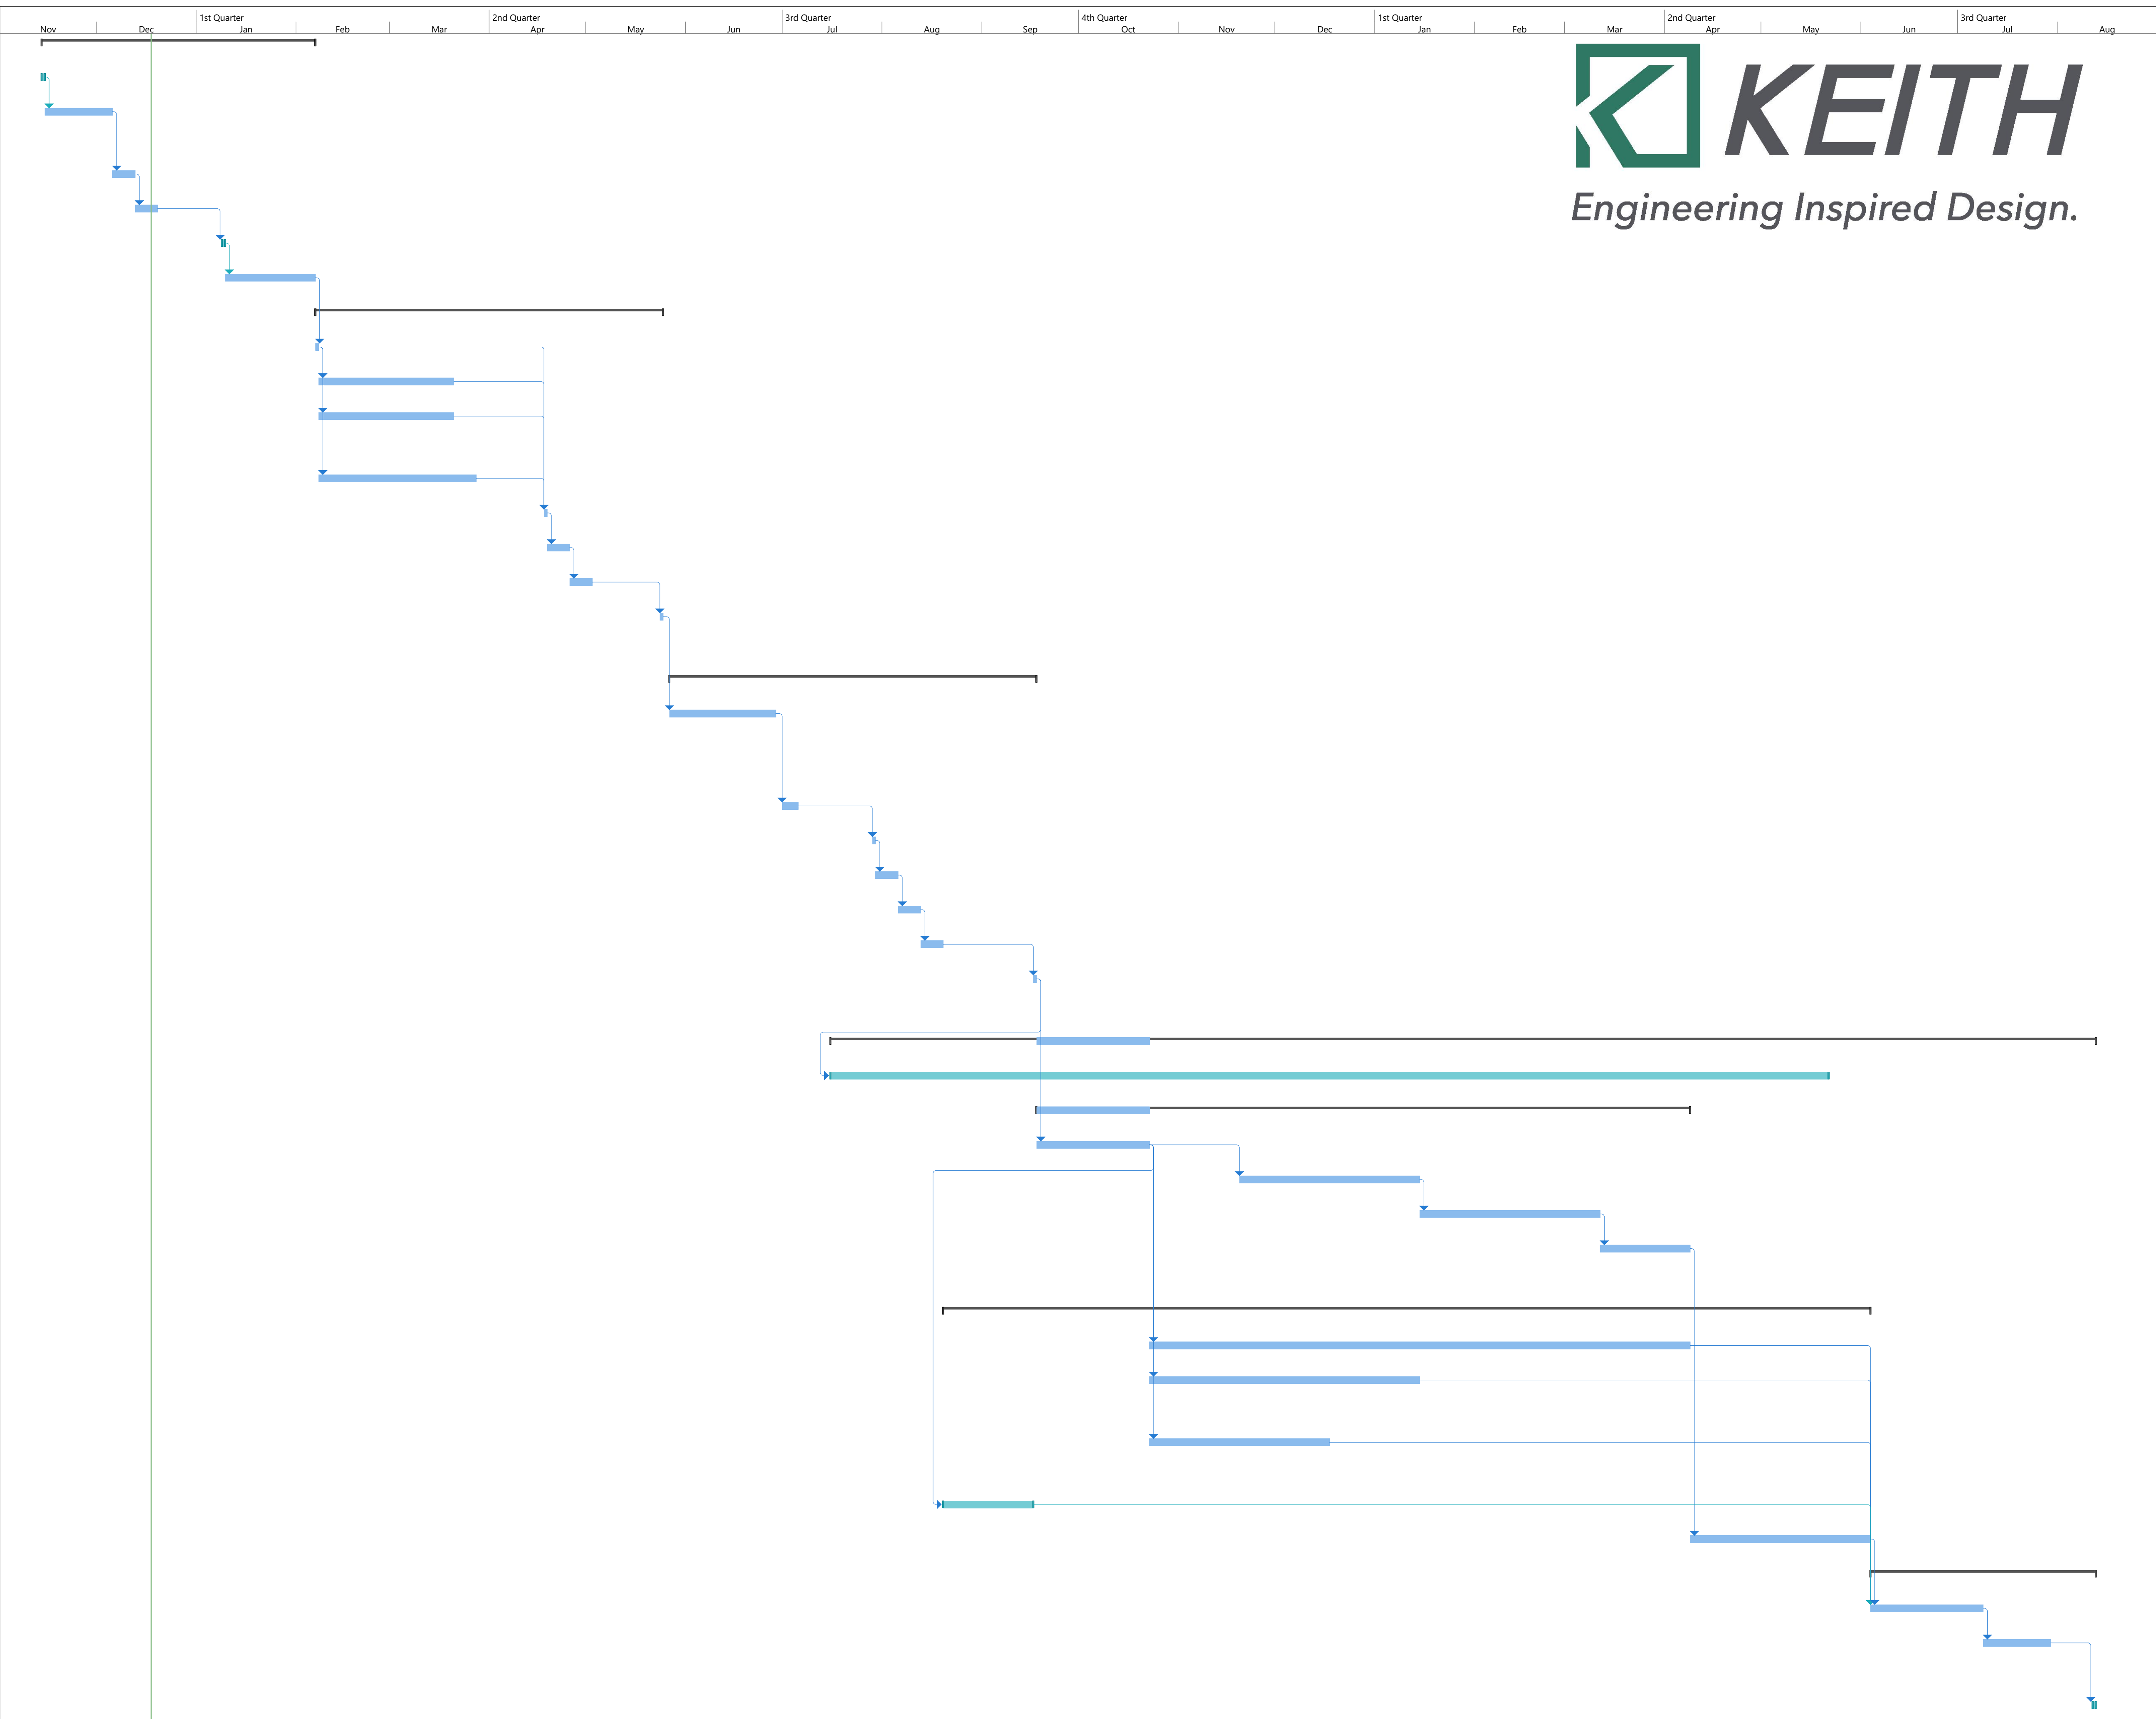 1st Quarter 2nd Quarter 3rd Quarter 4th Quarter 1st Quarter 2nd Quarter 3rd Quarter
Nov Dec Jan Feb Mar Apr May Jun Jul Aug Sep Oct Nov Dec Jan Feb Mar Apr May Jun Jul Aug
KEITH
Engineering Inspired Design.